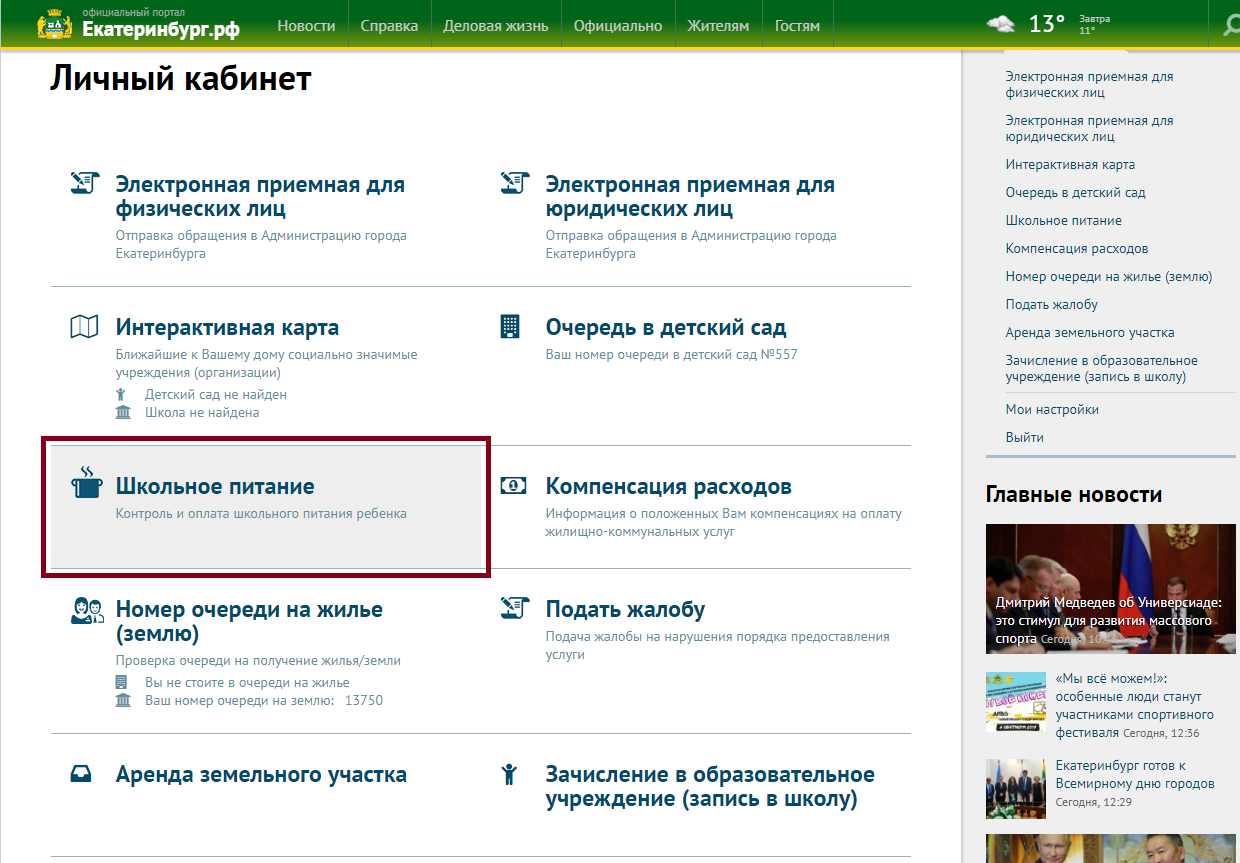 официальный портал
Екатеринбург.рф
Новости
Справка
Деловая жизнь
Официально
Жителям
Гостям
13°
Завтра
11°
Личный кабинет
Электронная приемная для
физических лиц
Отправка обращения в Администрацию города
Екатеринбурга
Электронная приемная для
юридических лиц
Отправка обращения в Администрацию города
Екатеринбурга
Интерактивная карта
Ближайшие к Вашему дому социально значимые
учреждения (организации)
Детский сад не найден
Школа не найдена
Очередь в детский сад
Ваш номер очереди в детский сад №557
Школьное питание
Контроль и оплата школьного питания ребенка
Компенсация расходов
Информация о положенных Вам компенсациях на оплату
жилищно-коммунальных услуг
Номер очереди на жилье
(землю)
Проверка очереди на получение жилья/земли
Вы не стоите в очереди на жилье
Ваш номер очереди на землю: 13750
Подать жалобу
Подача жалобы на нарушения порядка предоставления
услуги
Аренда земельного участка
Зачисление в образовательное
учреждение (запись в школу)
Электронная приемная для
физических лиц
Электронная приемная для
юридических лиц
Интерактивная карта
Очередь в детский сад
Школьное питание
Компенсация расходов
Номер очереди на жилье (землю)
Подать жалобу
Аренда земельного участка
Зачисление в образовательное
учреждение (запись в школу)
Мои настройки
Выйти
Главные новости
Дмитрий Медведев об Универсиаде:
это стимул для развития массового
спорта Сегодня,
«Мы всё можем!»:
особенные люди станут
участниками спортивного
фестиваля Сегодня, 12:36
Екатеринбург готов к
Всемирному дню городов
Сегодня, 12:29